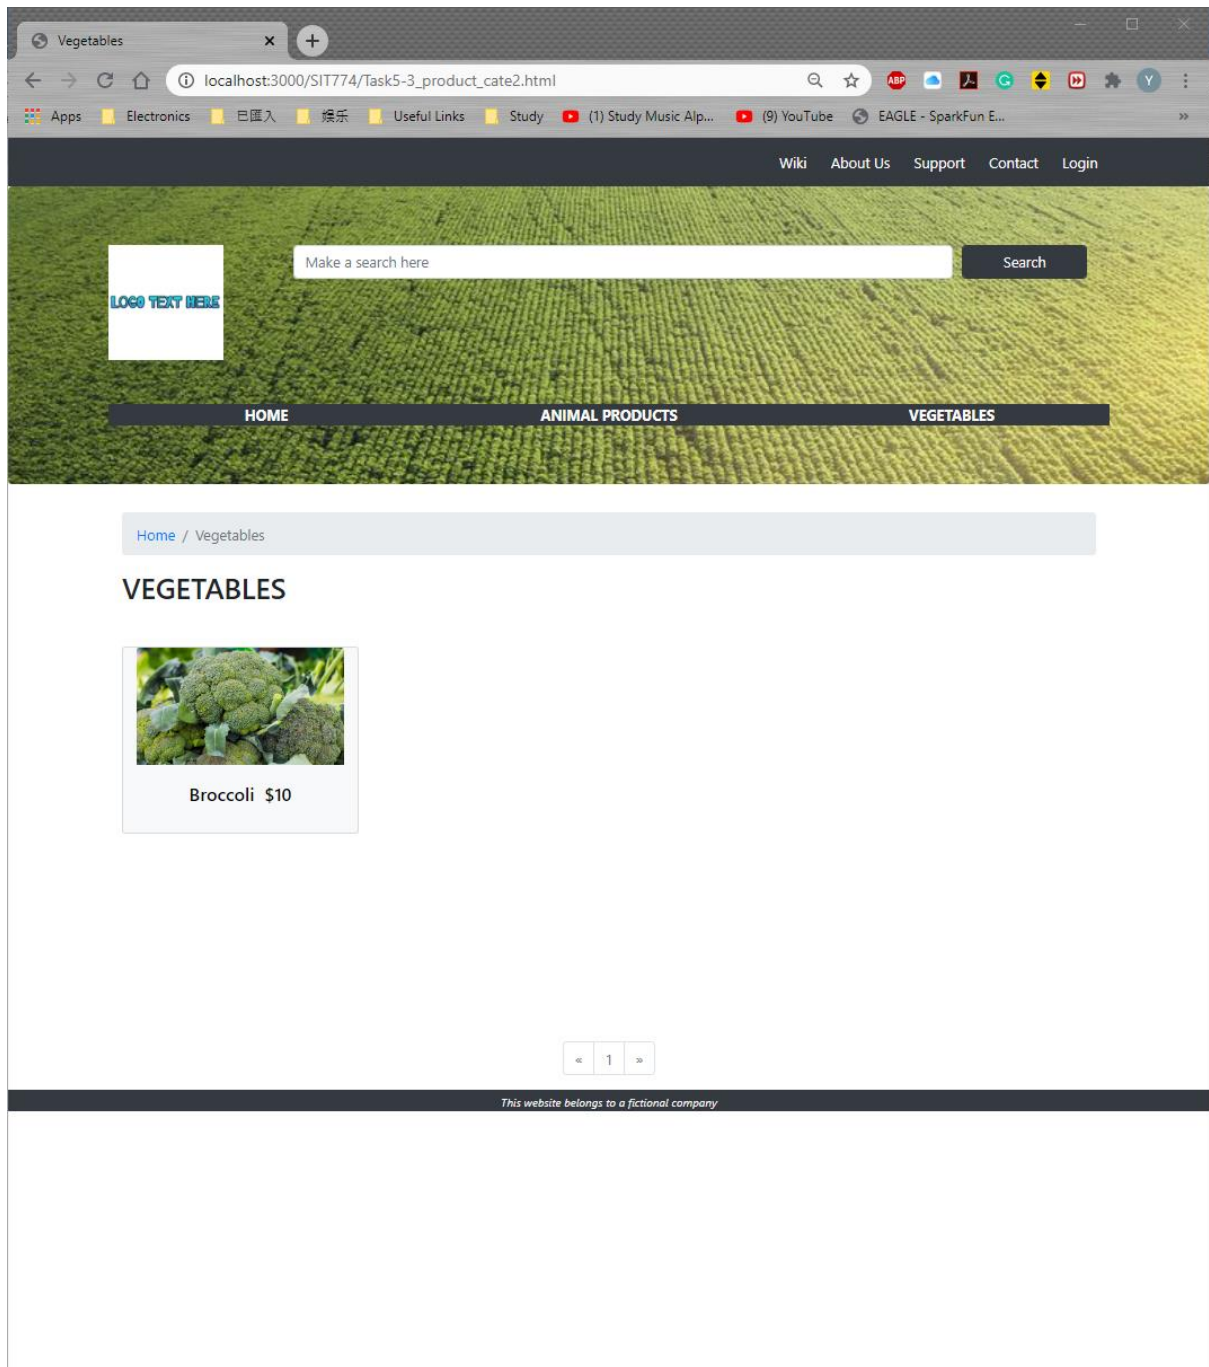 Vegetables
localhost:3000/SIT774/Task5-3_product_cate2.html
ABP
G
Y
Apps Electronics 已匯入 娱乐 Useful Links Study (1) Study Music Alp... (9) YouTube EAGLE - SparkFun E... »
Wiki About Us Support Contact Login
Make a search here Search
LOGO TEXT HERE
HOME ANIMAL PRODUCTS VEGETABLES
Home / Vegetables
VEGETABLES
Broccoli $10
« 1 »
This website belongs to a fictional company